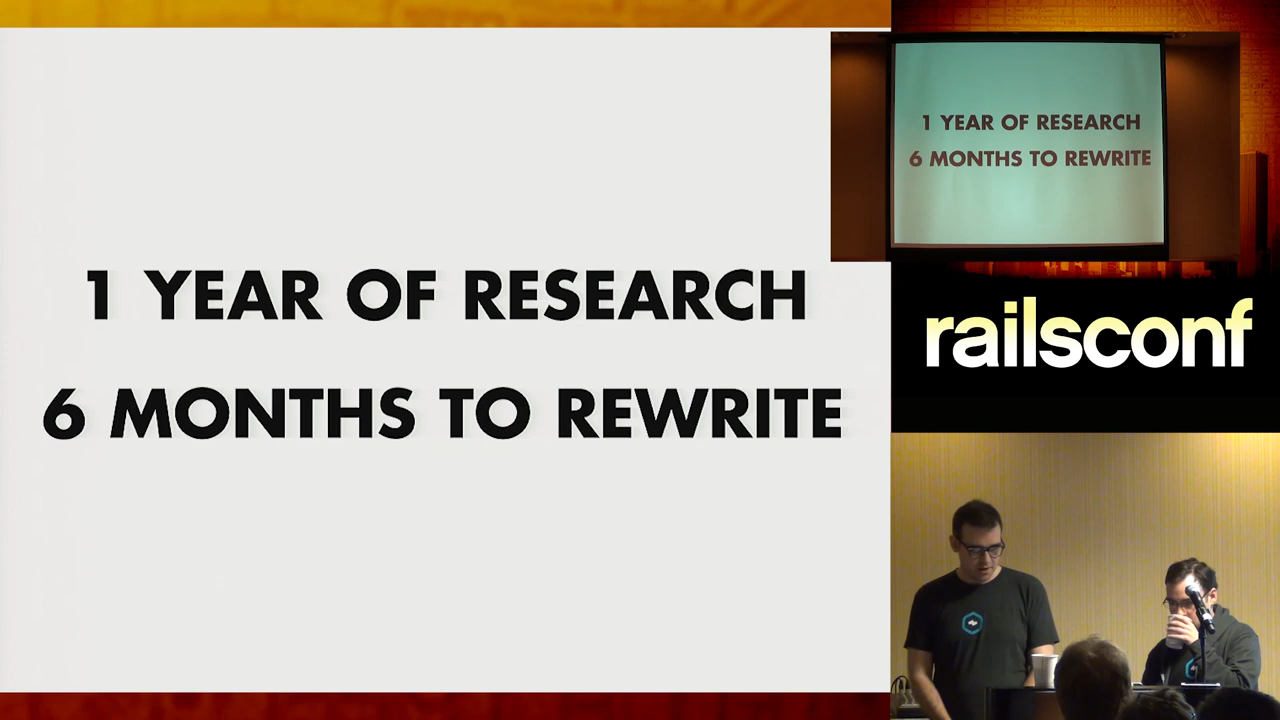 1 YEAR OF RESEARCH
6 MONTHS TO REWRITE
1 YEAR OF RESEARCH
6 MONTHS TO REWRITE
railsconf